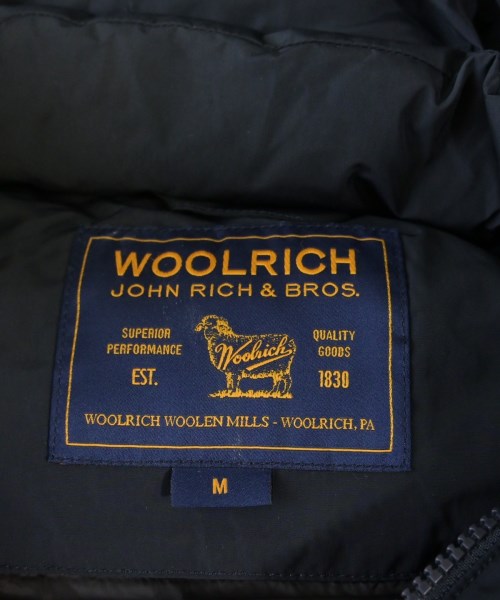 WOOLRICH
JOHN RICH & BROS.
SUPERIOR
PERFORMANCE
EST.
Woolrich
QUALITY
GOODS
1830
WOOLRICH WOOLEN MILLS - WOOLRICH, PA
M